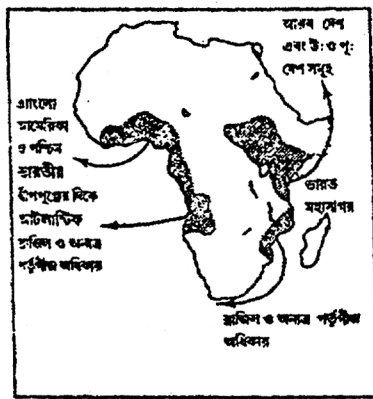 আরব দেশ
এবং উঃ ও পূঃ
দেশ সমূহ
এ্যাংলো
আমেরিকা
ও পশ্চিম
ভারতীয়
দ্বীপপুঞ্জের দিকে
আটলান্টিক
ব্রাজিল ও অন্যত্র
পর্তুগীজ অধিকার
ভারত
মহাসাগর
ব্রাজিল ও অন্যত্র পর্তুগীজ
অধিকার